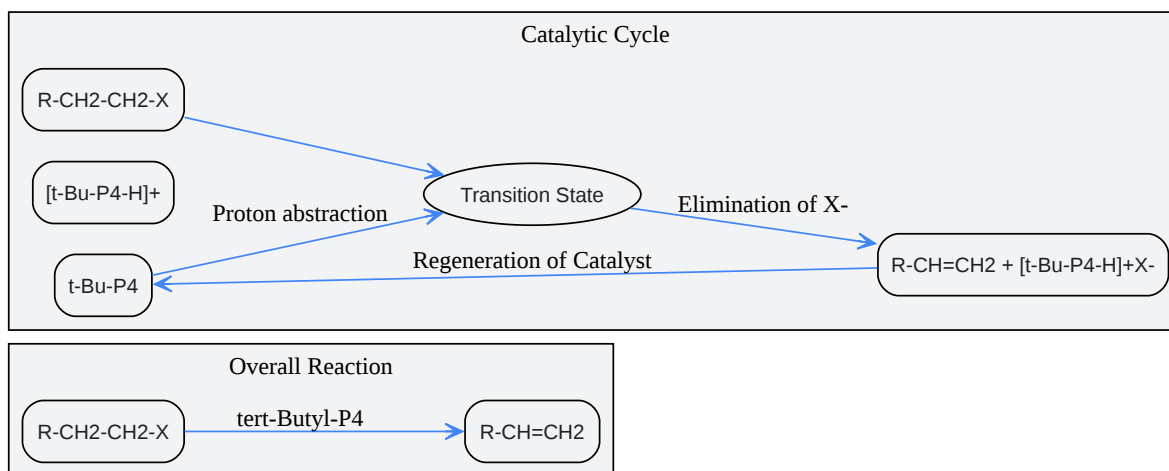 Catalytic Cycle
R-CH2-CH2-X
[t-Bu-P4-H]+
Transition State
Proton abstraction
Elimination of X-
t-Bu-P4
Regeneration of Catalyst
R-CH=CH2 + [t-Bu-P4-H]+X-
Overall Reaction
R-CH2-CH2-X
tert-Butyl-P4
R-CH=CH2